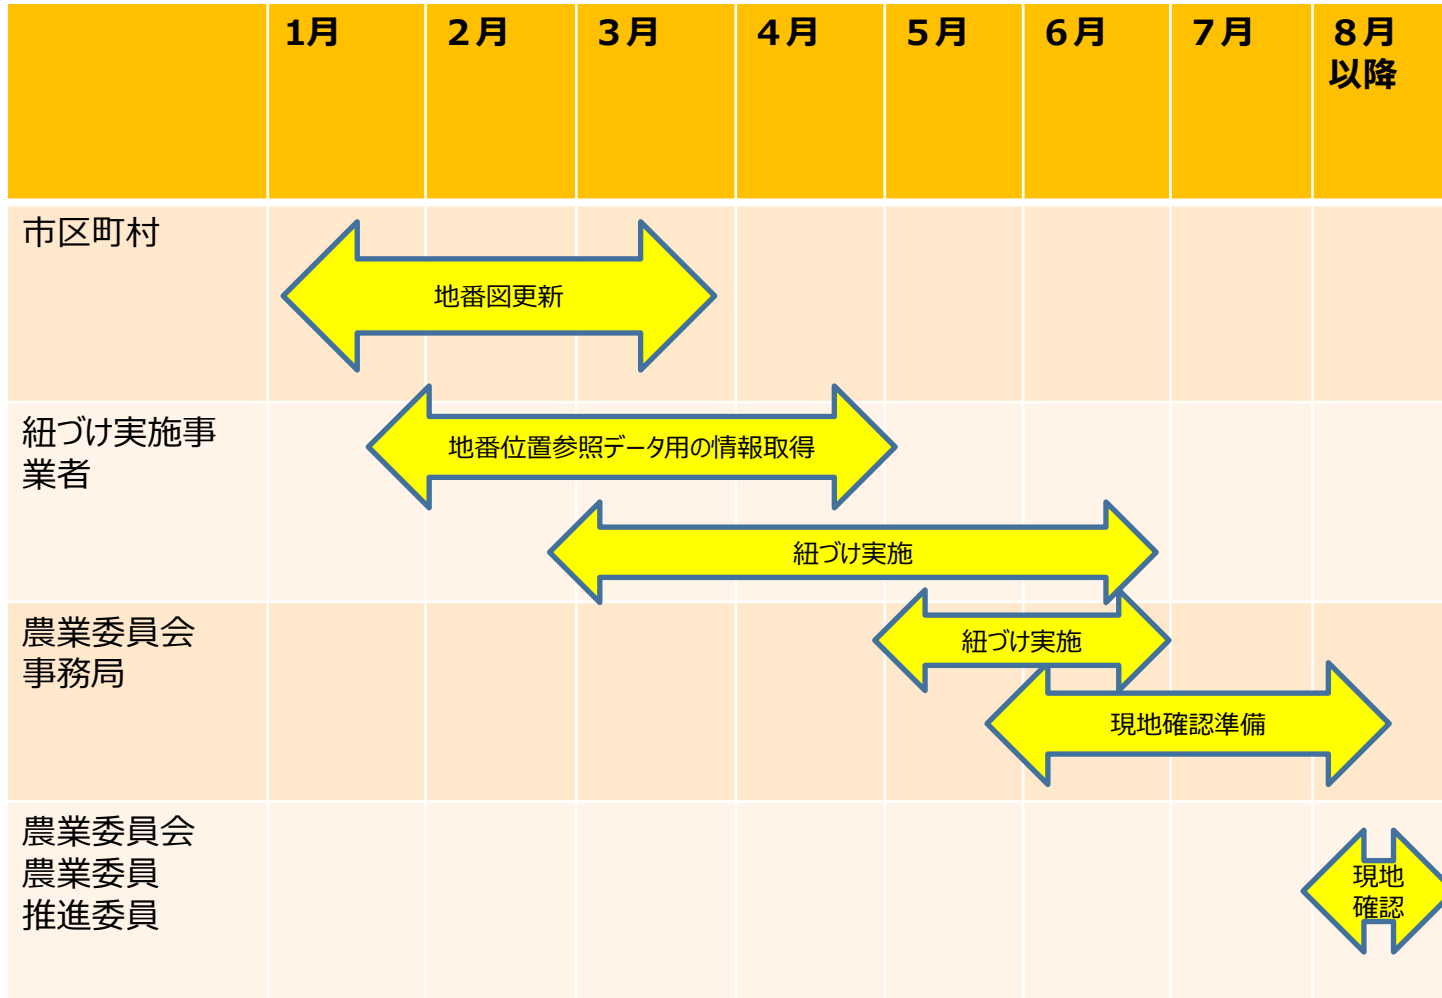 1月
２月
３月
４月
５月
６月
７月
８月
以降
市区町村
地番図更新
紐づけ実施事
業者
地番位置参照データ用の情報取得
紐づけ実施
農業委員会
事務局
紐づけ実施
現地確認準備
農業委員会
農業委員
推進委員
現地
確認